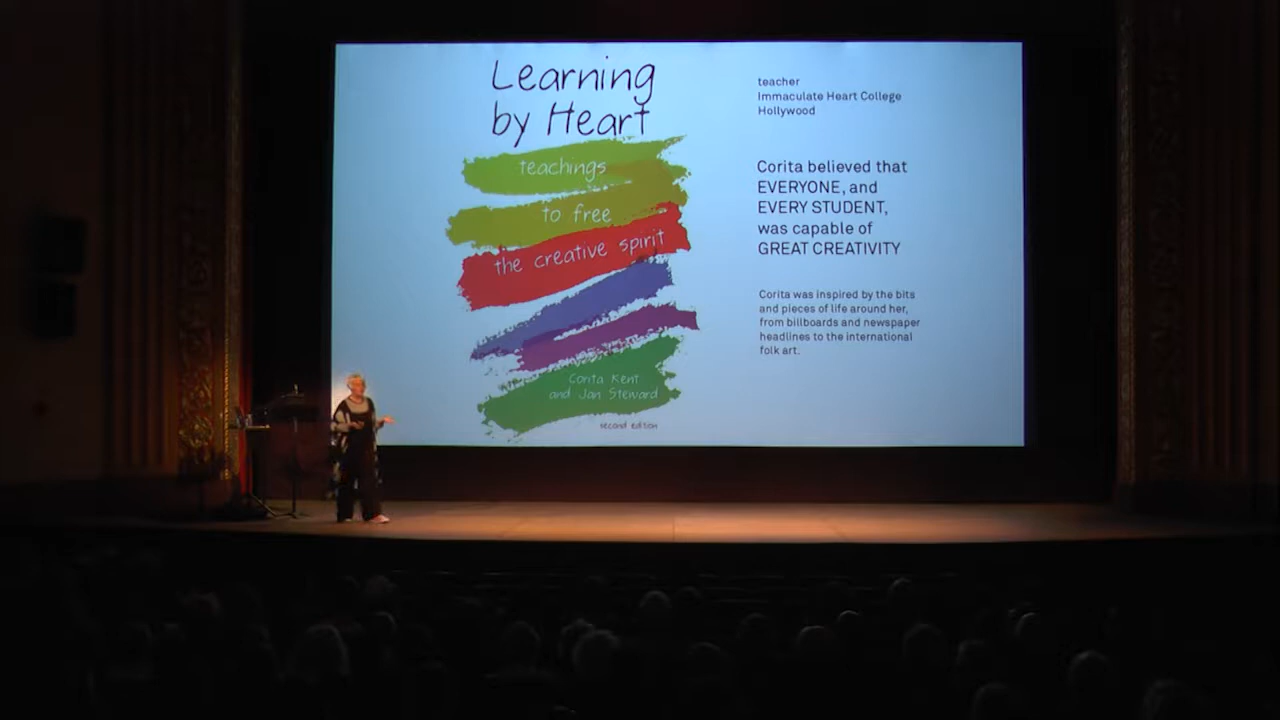 Learning
by Heart
teachings
to free
the creative spirit
Corita Kent
and Jan Steward
second edition
teacher
Immaculate Heart College
Hollywood
Corita believed that
EVERYONE, and
EVERY STUDENT,
was capable of
GREAT CREATIVITY
Corita was inspired by the bits
and pieces of life around her,
from billboards and newspaper
headlines to the international
folk art.